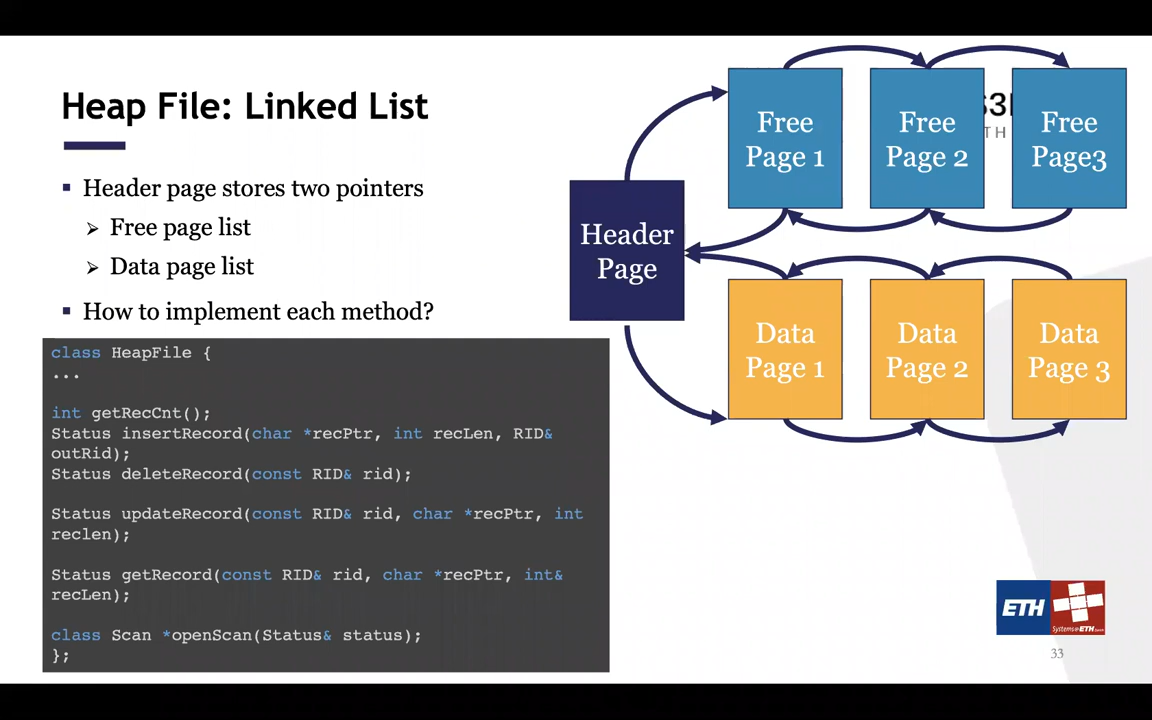 Heap File: Linked List
Header page stores two pointers
Free page list
Data page list
How to implement each method?
class HeapFile {
...
int getRecCnt();
Status insertRecord(char *recPtr, int recLen, RID&
outRid);
Status deleteRecord(const RID& rid);
Status updateRecord(const RID& rid, char *recPtr, int
reclen);
Status getRecord(const RID& rid, char *recPtr, int&
recLen);
class Scan *openScan(Status& status);
};
Header
Page
Free
Page 1
Free
Page 2
Free
Page3
Data
Page 1
Data
Page 2
Data
Page 3
ETH
Systems@ETH
33